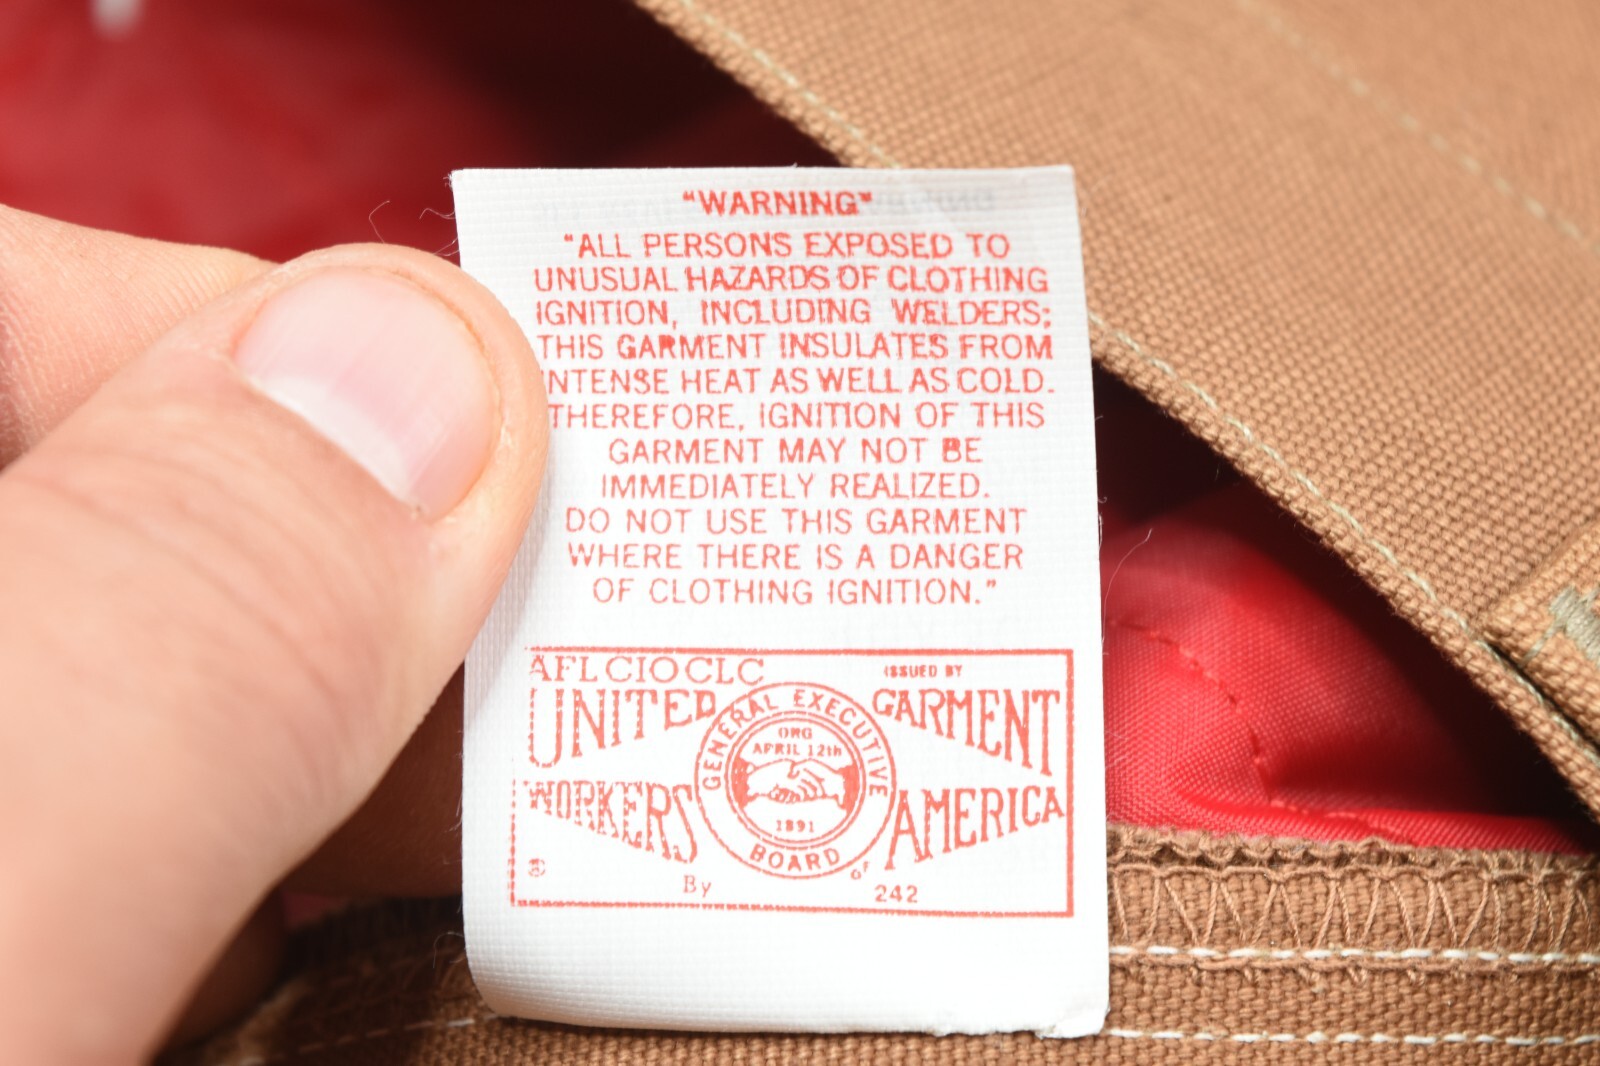 "WARNING"
"ALL PERSONS EXPOSED TO
UNUSUAL HAZARDS OF CLOTHING
IGNITION, INCLUDING WELDERS;
THIS GARMENT INSULATES FROM
INTENSE HEAT AS WELL AS COLD.
THEREFORE, IGNITION OF THIS
GARMENT MAY NOT BE
IMMEDIATELY REALIZED.
DO NOT USE THIS GARMENT
WHERE THERE IS A DANGER
OF CLOTHING IGNITION."
AFL CIO CLC
ISSUED BY
UNITED GARMENT
WORKERS OF AMERICA
GENERAL EXECUTIVE
BOARD
ORG
APRIL 12th
1891
®
By 242